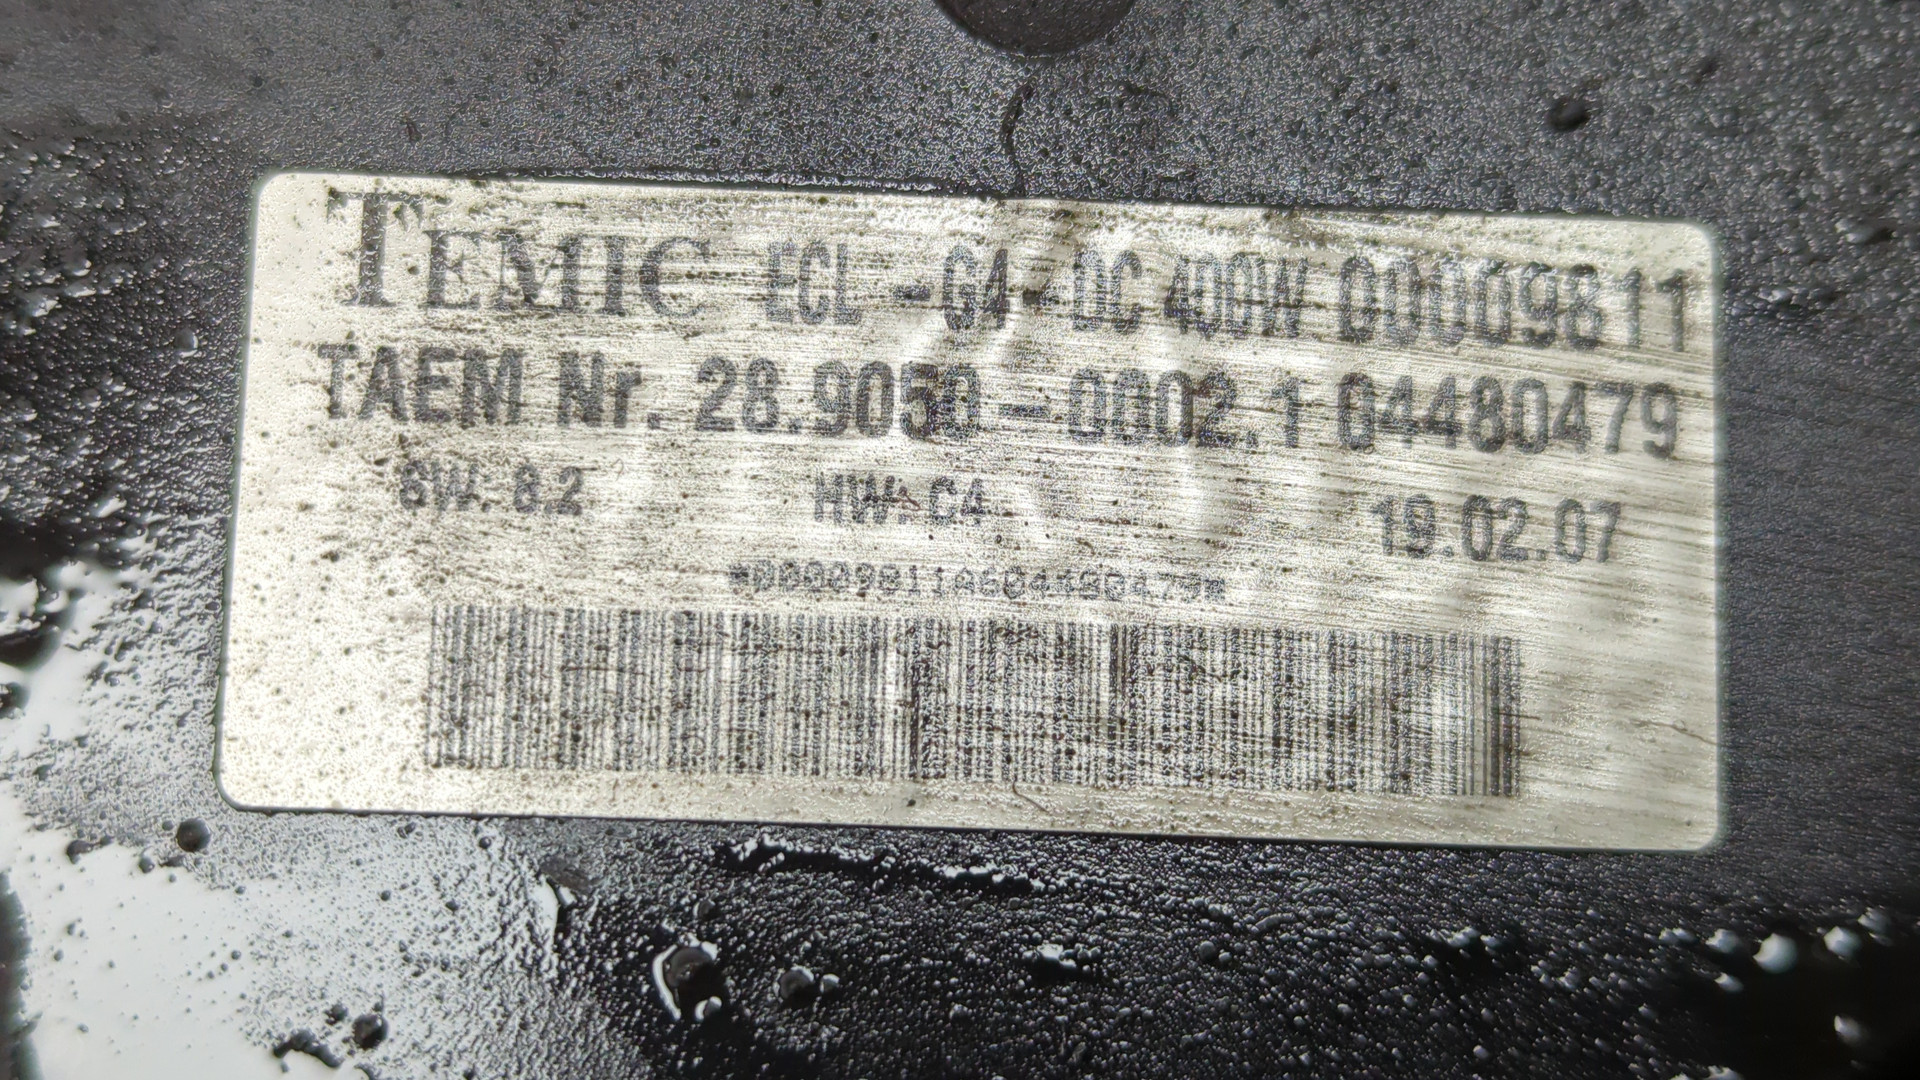 TEMIC ECL-G4-DC 400W 00009811
TAEM Nr. 28.9050-0002.1 04480479
SW: 8.2 HW: C4 19.02.07
*00009811A604480479*